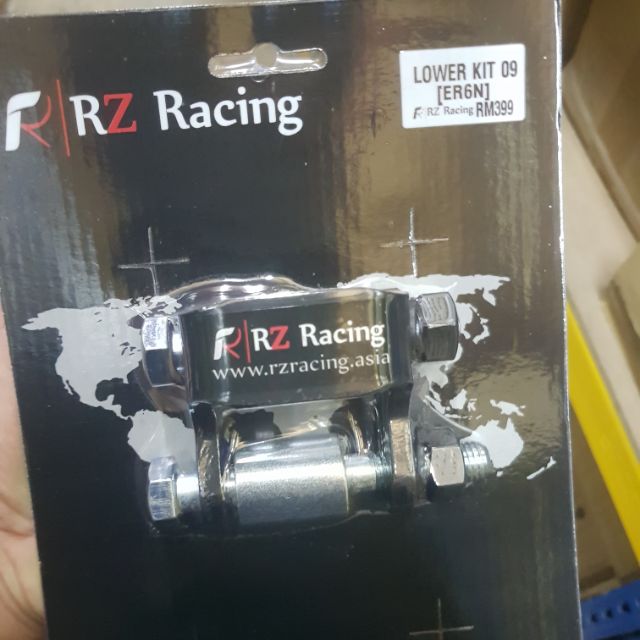 RZ Racing
LOWER KIT 09
[ER6N]
RZ Racing RM399
RZ Racing
www.rzracing.asia